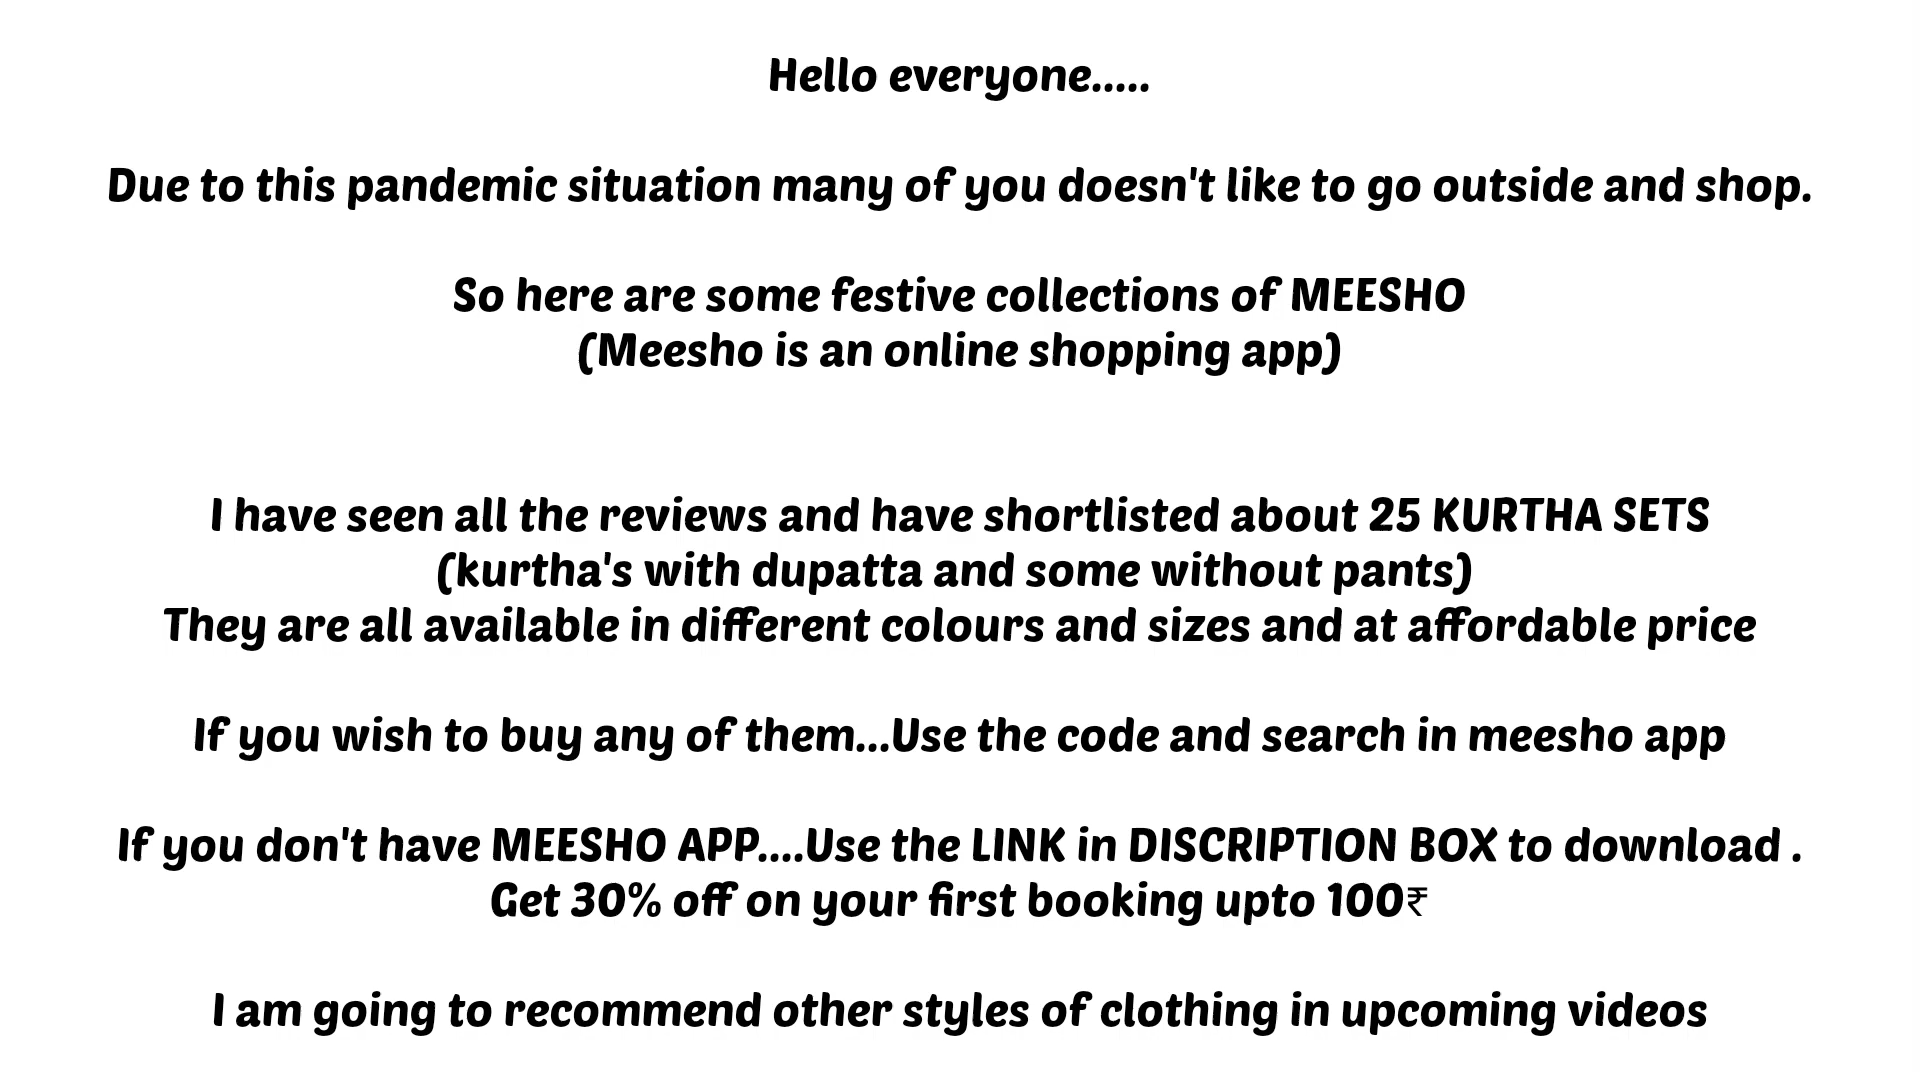 Hello everyone.....
Due to this pandemic situation many of you doesn't like to go outside and shop.
So here are some festive collections of MEESHO
(Meesho is an online shopping app)
I have seen all the reviews and have shortlisted about 25 KURTHA SETS
(kurtha's with dupatta and some without pants)
They are all available in different colours and sizes and at affordable price
If you wish to buy any of them...Use the code and search in meesho app
If you don't have MEESHO APP....Use the LINK in DISCRIPTION BOX to download .
Get 30% off on your first booking upto 100₹
I am going to recommend other styles of clothing in upcoming videos